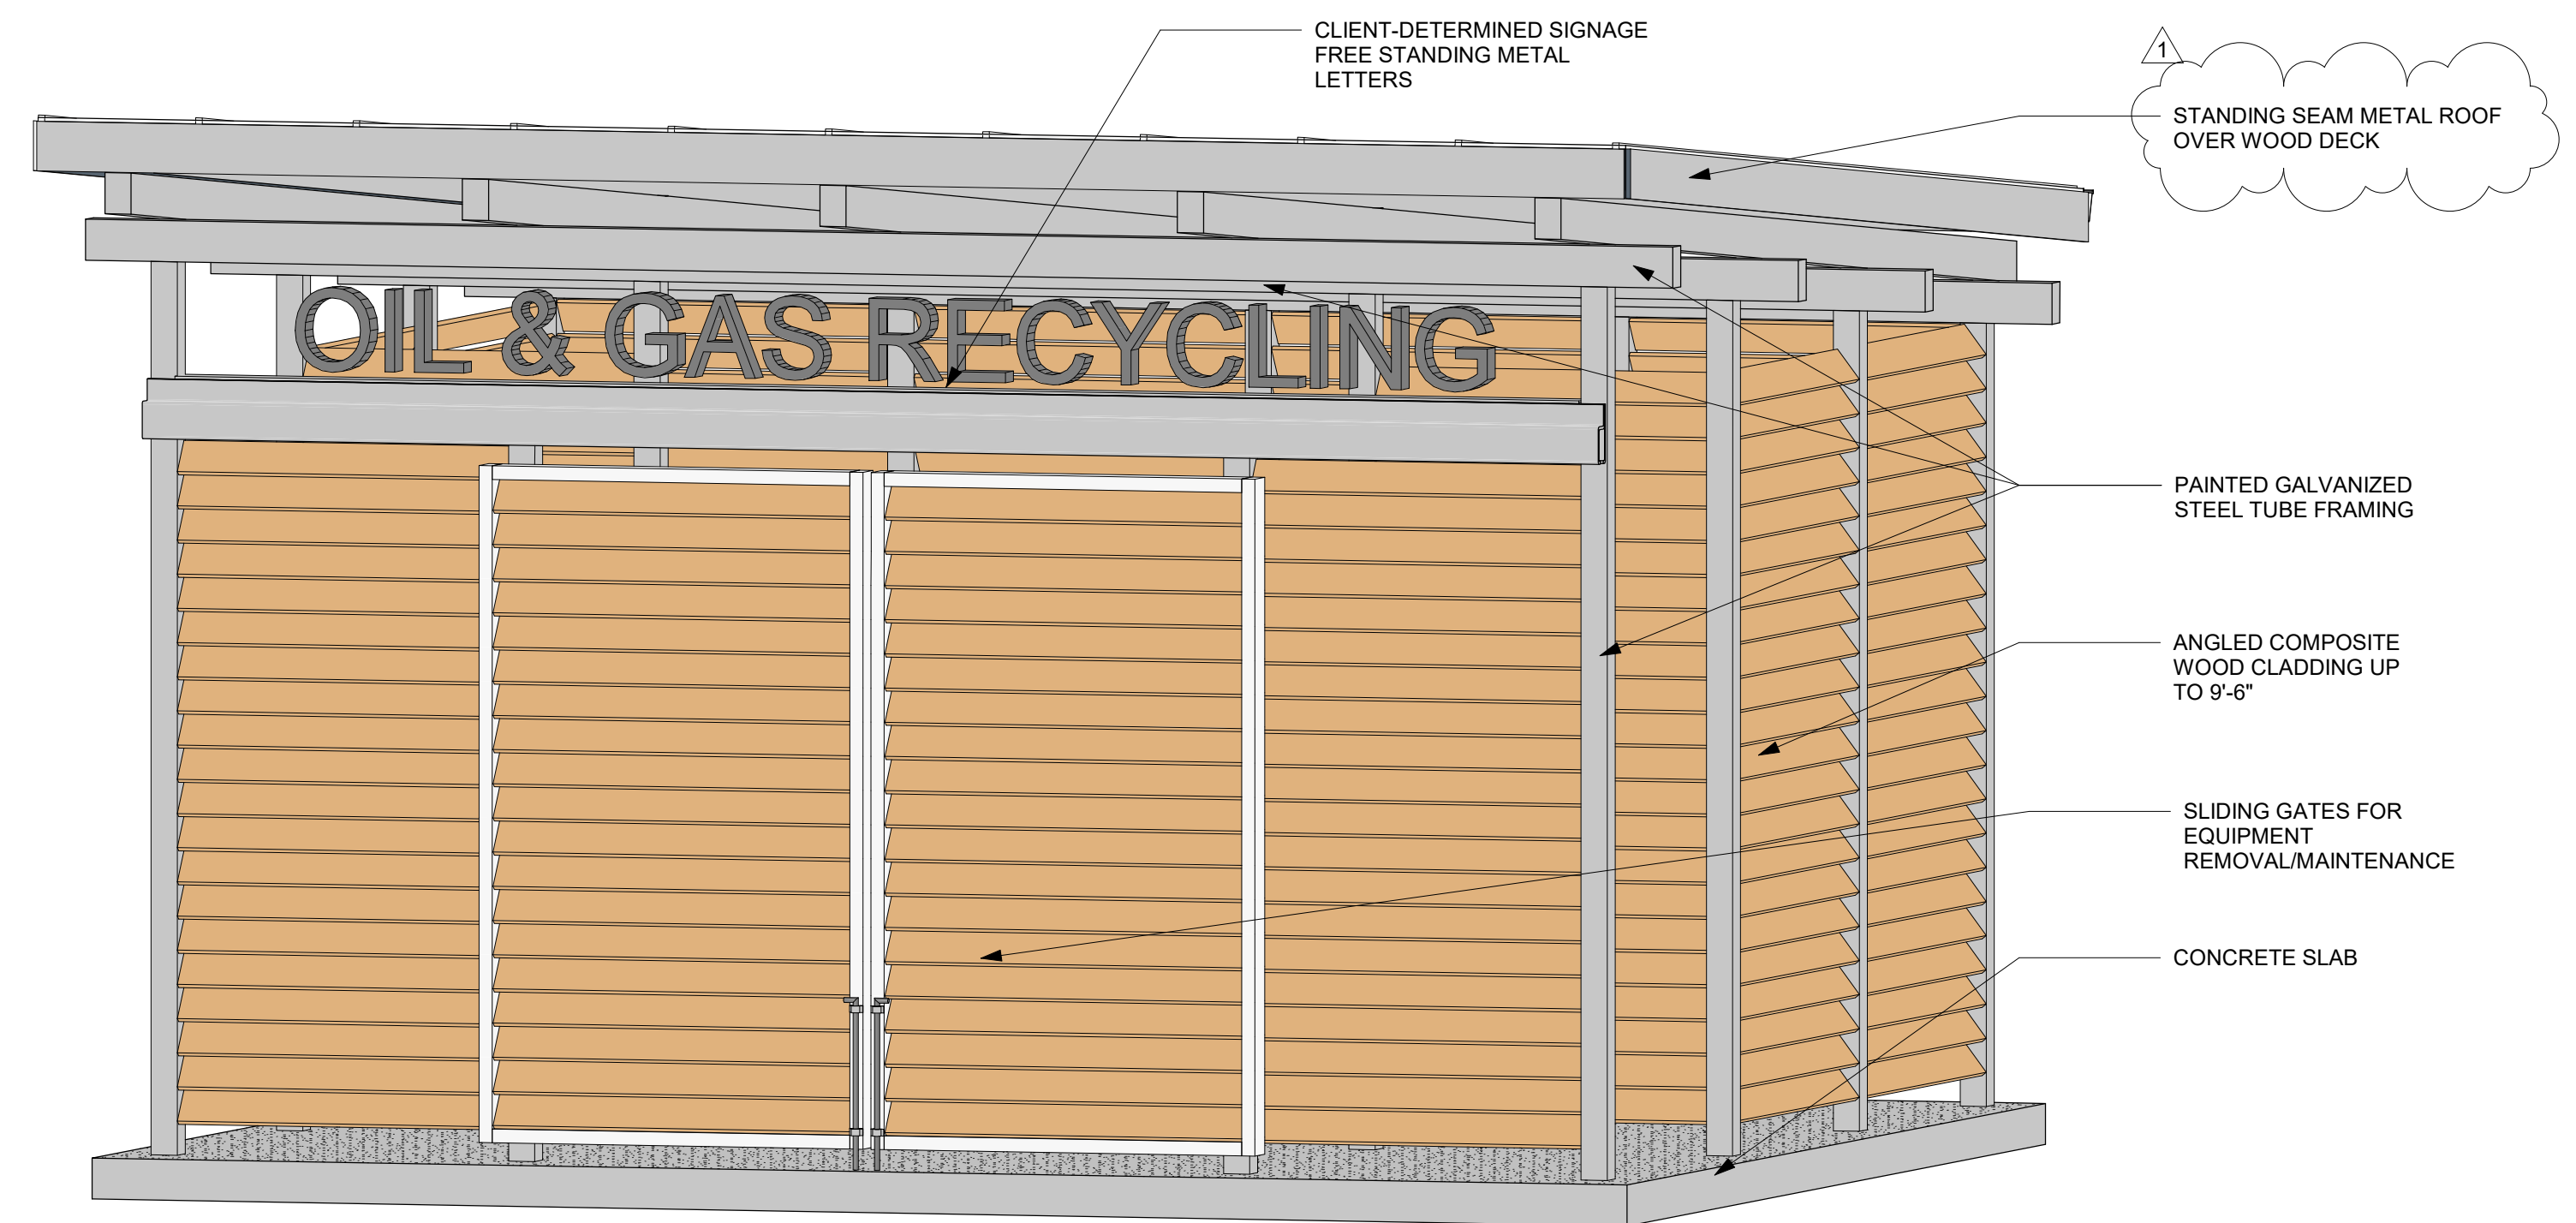 CLIENT-DETERMINED SIGNAGE
FREE STANDING METAL
LETTERS
1
STANDING SEAM METAL ROOF
OVER WOOD DECK
OIL & GAS RECYCLING
PAINTED GALVANIZED
STEEL TUBE FRAMING
ANGLED COMPOSITE
WOOD CLADDING UP
TO 9'-6"
SLIDING GATES FOR
EQUIPMENT
REMOVAL/MAINTENANCE
CONCRETE SLAB